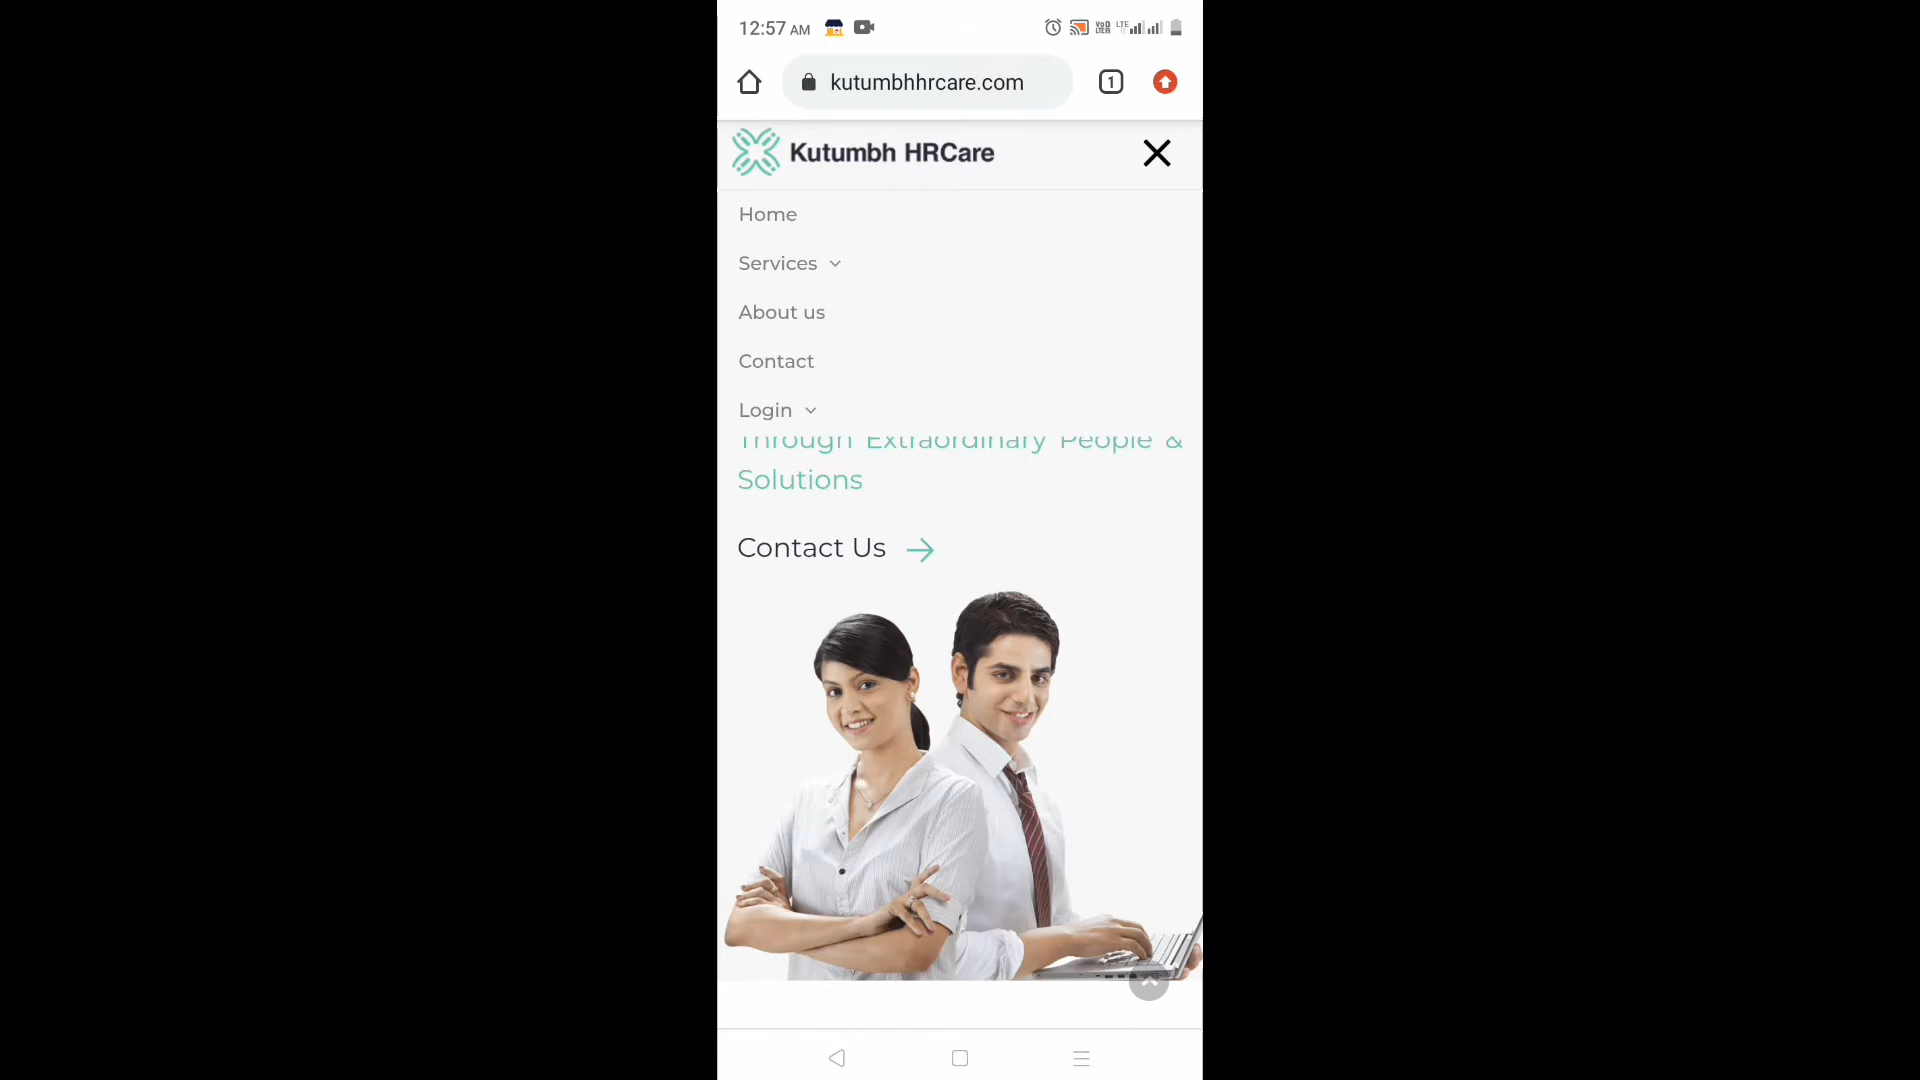 12:57 AM
LTE
kutumbhhrcare.com
1
Kutumbh HRCare
Home
Services
About us
Contact
Login
Through Extraordinary People &
Solutions
Contact Us